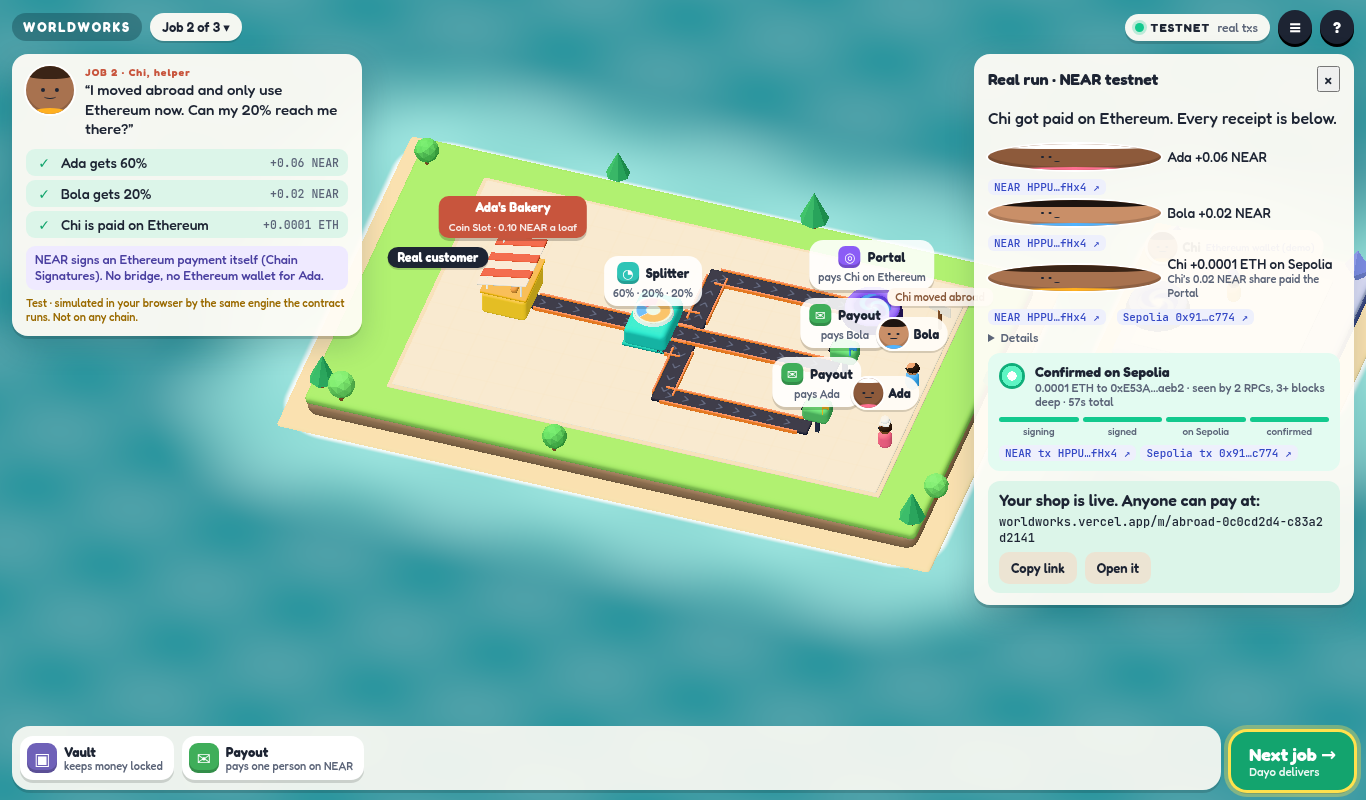 WORLDWORKS
Job 2 of 3 ▾
TESTNET real txs
≡
?
JOB 2 · Chi, helper
“I moved abroad and only use
Ethereum now. Can my 20% reach me
there?”
✓ Ada gets 60% +0.06 NEAR
✓ Bola gets 20% +0.02 NEAR
✓ Chi is paid on Ethereum +0.0001 ETH
NEAR signs an Ethereum payment itself (Chain
Signatures). No bridge, no Ethereum wallet for Ada.
Test · simulated in your browser by the same engine the contract
runs. Not on any chain.
Ada's Bakery
Coin Slot · 0.10 NEAR a loaf
Real customer
Splitter
60% · 20% · 20%
Portal
pays Chi on Ethereum
Chi moved abroad
Payout
pays Bola
Bola
Payout
pays Ada
Ada
Real run · NEAR testnet
×
Chi got paid on Ethereum. Every receipt is below.
Ada +0.06 NEAR
NEAR HPPU…fHx4 ↗
Bola +0.02 NEAR
NEAR HPPU…fHx4 ↗
Chi +0.0001 ETH on Sepolia
Chi's 0.02 NEAR share paid the
Portal
NEAR HPPU…fHx4 ↗ Sepolia 0x91…c774 ↗
▶ Details
Confirmed on Sepolia
0.0001 ETH to 0xE53A…aeb2 · seen by 2 RPCs, 3+ blocks
deep · 57s total
signing signed on Sepolia confirmed
NEAR tx HPPU…fHx4 ↗ Sepolia tx 0x91…c774 ↗
Your shop is live. Anyone can pay at:
worldworks.vercel.app/m/abroad-0c0cd2d4-c83a2
d2141
Copy link
Open it
Vault
keeps money locked
Payout
pays one person on NEAR
Next job →
Dayo delivers